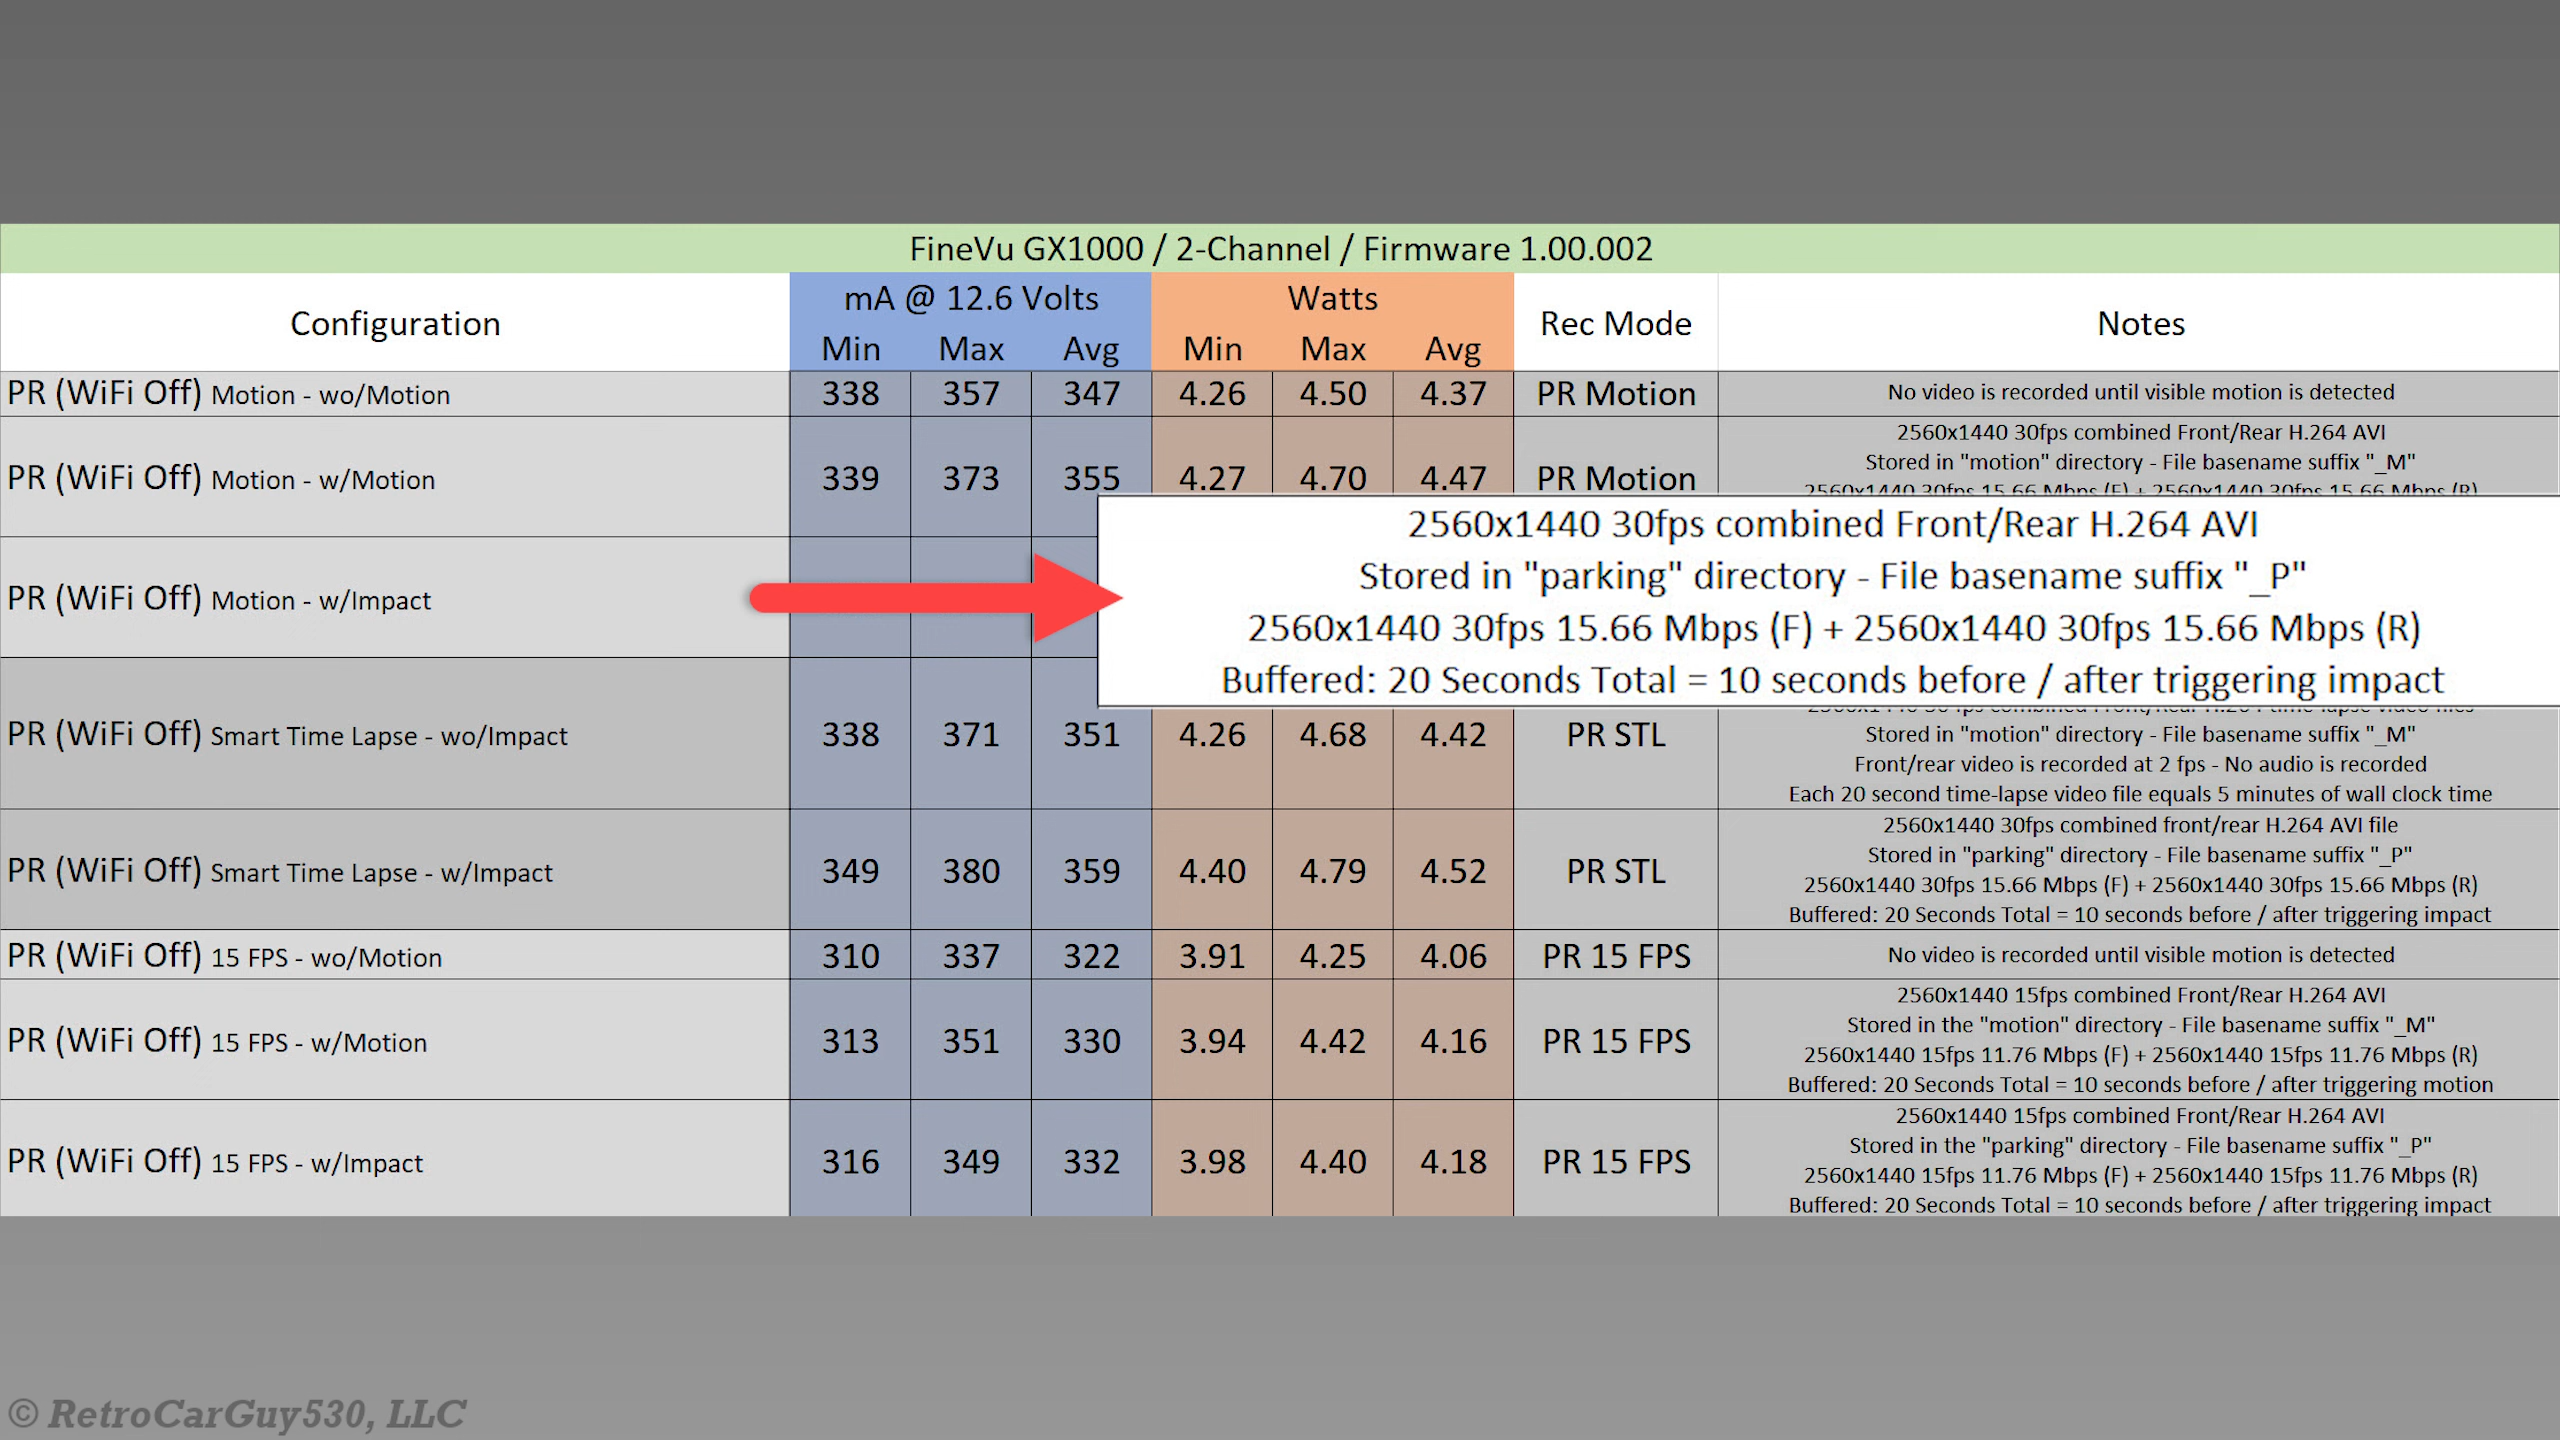 FineVu GX1000 / 2-Channel / Firmware 1.00.002
Configuration
mA @ 12.6 Volts
Watts
Rec Mode
Notes
Min Max Avg Min Max Avg
PR (WiFi Off) Motion - wo/Motion 338 357 347 4.26 4.50 4.37 PR Motion No video is recorded until visible motion is detected
2560x1440 30fps combined Front/Rear H.264 AVI
Stored in "motion" directory - File basename suffix "_M"
PR (WiFi Off) Motion - w/Motion 339 373 355 4.27 4.70 4.47 PR Motion
2560x1440 30fps 15.66 Mbps (F) + 2560x1440 30fps 15.66 Mbps (R)
PR (WiFi Off) Motion - w/Impact
2560x1440 30fps combined Front/Rear H.264 AVI
Stored in "parking" directory - File basename suffix "_P"
2560x1440 30fps 15.66 Mbps (F) + 2560x1440 30fps 15.66 Mbps (R)
Buffered: 20 Seconds Total = 10 seconds before / after triggering impact
PR (WiFi Off) Smart Time Lapse - wo/Impact 338 371 351 4.26 4.68 4.42 PR STL
Stored in "motion" directory - File basename suffix "_M"
Front/rear video is recorded at 2 fps - No audio is recorded
Each 20 second time-lapse video file equals 5 minutes of wall clock time
PR (WiFi Off) Smart Time Lapse - w/Impact 349 380 359 4.40 4.79 4.52 PR STL
2560x1440 30fps combined front/rear H.264 AVI file
Stored in "parking" directory - File basename suffix "_P"
2560x1440 30fps 15.66 Mbps (F) + 2560x1440 30fps 15.66 Mbps (R)
Buffered: 20 Seconds Total = 10 seconds before / after triggering impact
PR (WiFi Off) 15 FPS - wo/Motion 310 337 322 3.91 4.25 4.06 PR 15 FPS No video is recorded until visible motion is detected
PR (WiFi Off) 15 FPS - w/Motion 313 351 330 3.94 4.42 4.16 PR 15 FPS
2560x1440 15fps combined Front/Rear H.264 AVI
Stored in the "motion" directory - File basename suffix "_M"
2560x1440 15fps 11.76 Mbps (F) + 2560x1440 15fps 11.76 Mbps (R)
Buffered: 20 Seconds Total = 10 seconds before / after triggering motion
PR (WiFi Off) 15 FPS - w/Impact 316 349 332 3.98 4.40 4.18 PR 15 FPS
2560x1440 15fps combined Front/Rear H.264 AVI
Stored in the "parking" directory - File basename suffix "_P"
2560x1440 15fps 11.76 Mbps (F) + 2560x1440 15fps 11.76 Mbps (R)
Buffered: 20 Seconds Total = 10 seconds before / after triggering impact
© RetroCarGuy530, LLC